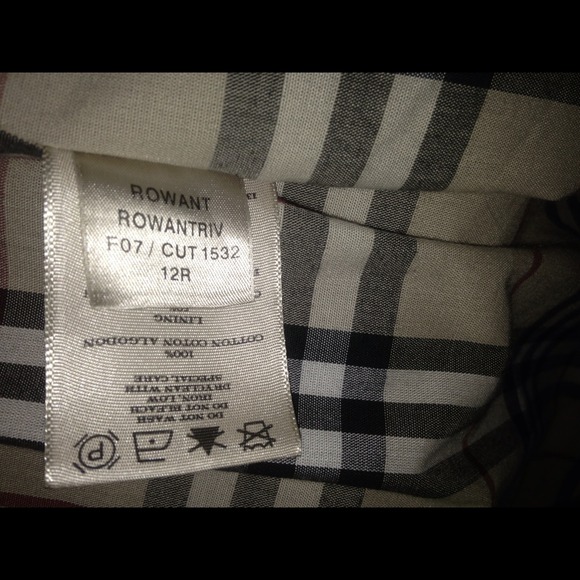 ROWANT
ROWANTRIV
F07 / CUT 1532
12R
LINING
100%
COTTON COTTON ALGODON
DO NOT WASH
DO NOT BLEACH
IRON LOW
DRYCLEAN WITH
SPECIAL CARE
P